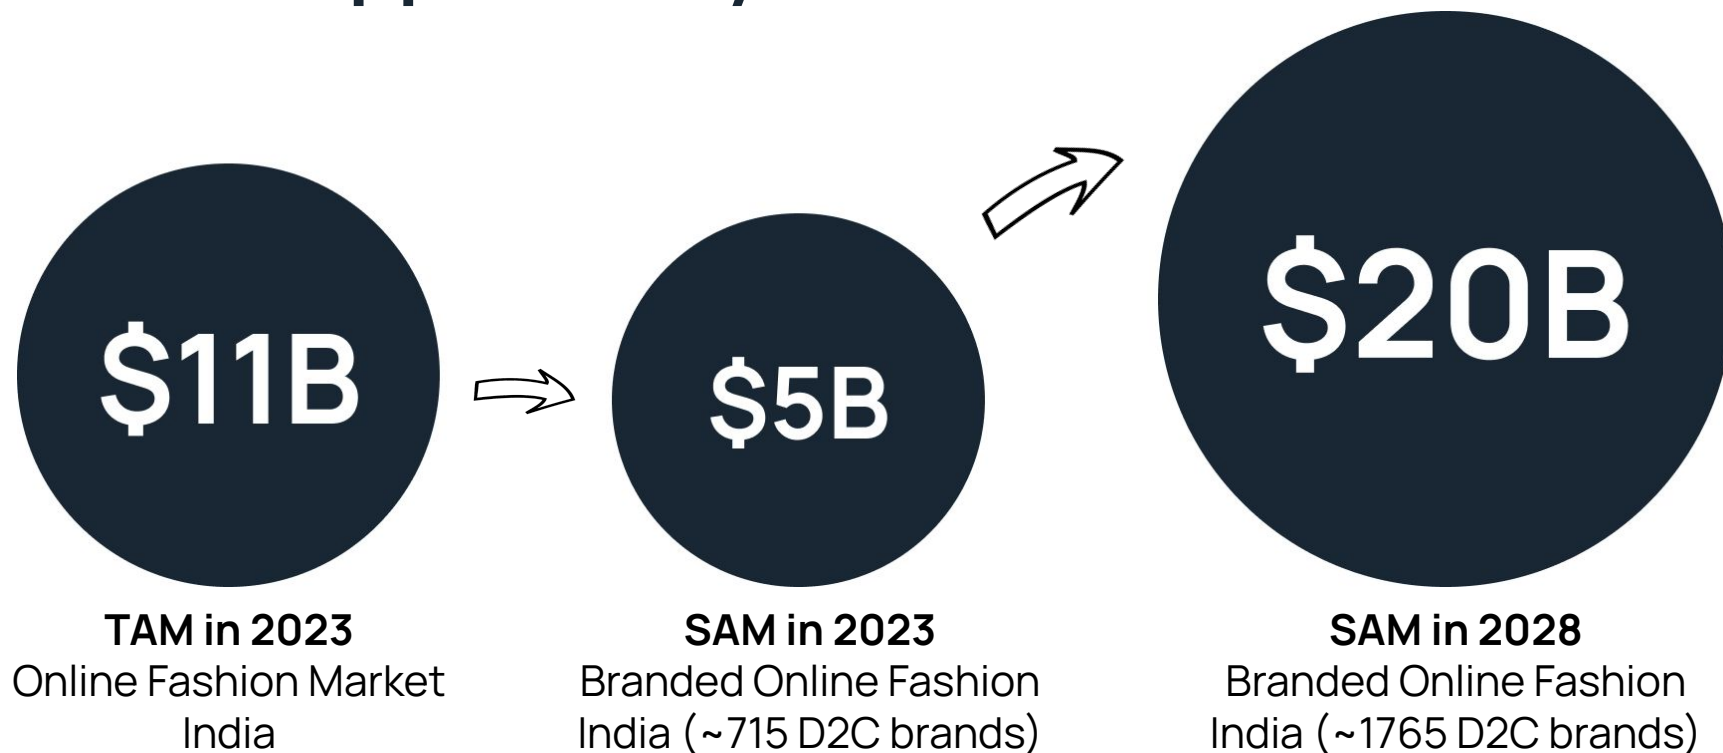 $11B
$5B
$20B
TAM in 2023
Online Fashion Market
India
SAM in 2023
Branded Online Fashion
India (~715 D2C brands)
SAM in 2028
Branded Online Fashion
India (~1765 D2C brands)